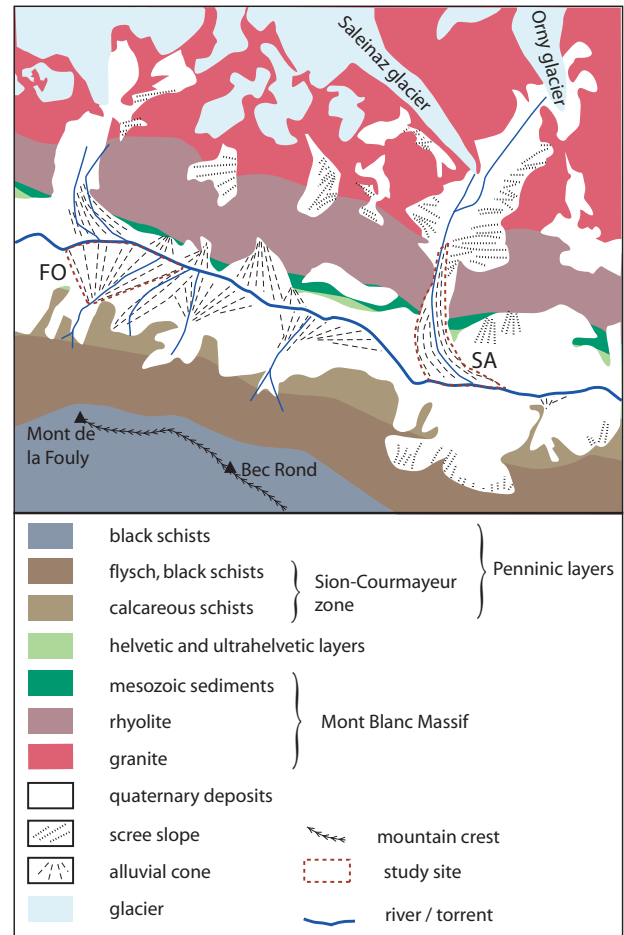 Saleinaz glacier
Orny glacier
FO
SA
Mont de
la Fouly
Bec Rond
black schists
flysch, black schists
calcareous schists
Sion-Courmayeur
zone
Penninic layers
helvetic and ultrahelvetic layers
mesozoic sediments
rhyolite
granite
Mont Blanc Massif
quaternary deposits
scree slope
alluvial cone
glacier
mountain crest
study site
river / torrent